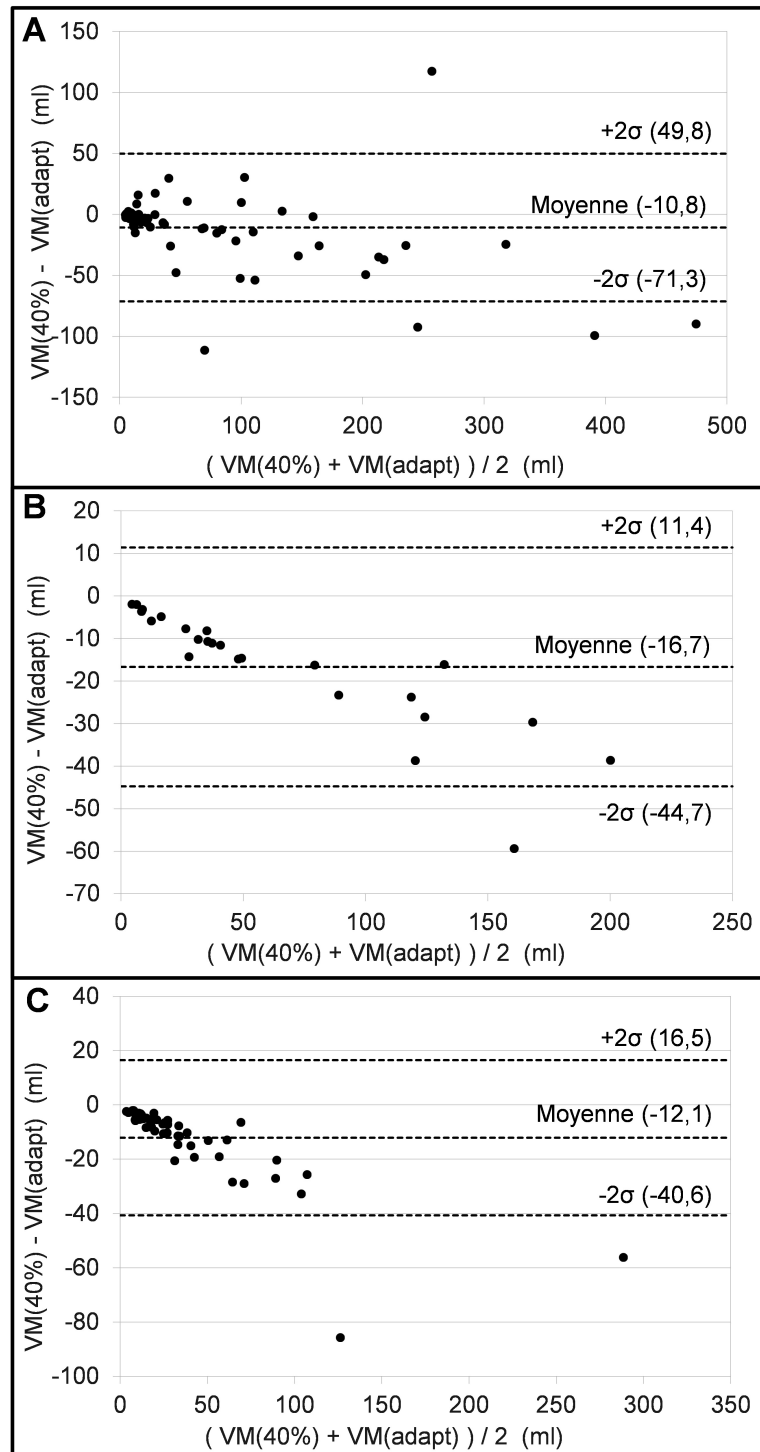 A
150
100
50
0
-50
-100
-150
VM(40%) - VM(adapt) (ml)
+2σ (49,8)
Moyenne (-10,8)
-2σ (-71,3)
0 100 200 300 400 500
( VM(40%) + VM(adapt) ) / 2 (ml)
B
20
10
0
-10
-20
-30
-40
-50
-60
-70
VM(40%) - VM(adapt) (ml)
+2σ (11,4)
Moyenne (-16,7)
-2σ (-44,7)
0 50 100 150 200 250
( VM(40%) + VM(adapt) ) / 2 (ml)
C
40
20
0
-20
-40
-60
-80
-100
VM(40%) - VM(adapt) (ml)
+2σ (16,5)
Moyenne (-12,1)
-2σ (-40,6)
0 50 100 150 200 250 300 350
( VM(40%) + VM(adapt) ) / 2 (ml)